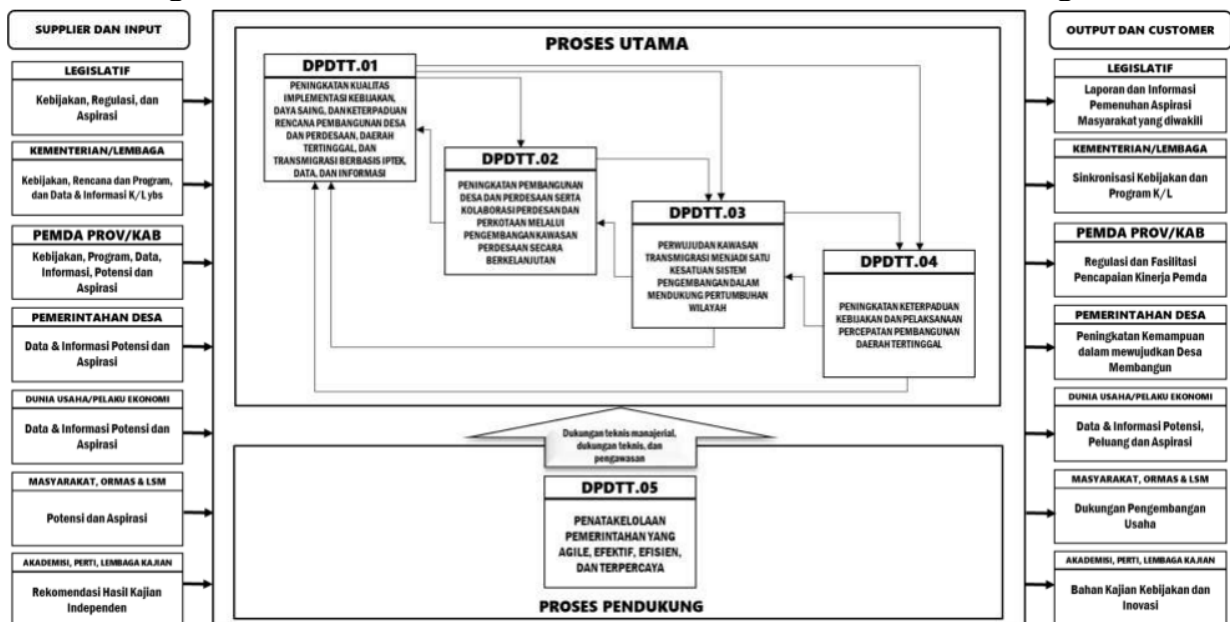 SUPPLIER DAN INPUT
LEGISLATIF
Kebijakan, Regulasi, dan
Aspirasi
KEMENTERIAN/LEMBAGA
Kebijakan, Rencana dan Program,
dan Data & Informasi K/L ybs
PEMDA PROV/KAB
Kebijakan, Program, Data,
Informasi, Potensi dan
Aspirasi
PEMERINTAHAN DESA
Data & Informasi Potensi dan
Aspirasi
DUNIA USAHA/PELAKU EKONOMI
Data & Informasi Potensi dan
Aspirasi
MASYARAKAT, ORMAS & LSM
Potensi dan Aspirasi
AKADEMISI, PERTI, LEMBAGA KAJIAN
Rekomendasi Hasil Kajian
Independen
PROSES UTAMA
DPDTT.01
PENINGKATAN KUALITAS
IMPLEMENTASI KEBIJAKAN,
DAYA SAING, DAN KETERPADUAN
RENCANA PEMBANGUNAN DESA
DAN PERDESAAN, DAERAH
TERTINGGAL, DAN
TRANSMIGRASI BERBASIS IPTEK,
DATA, DAN INFORMASI
DPDTT.02
PENINGKATAN PEMBANGUNAN
DESA DAN PERDESAAN SERTA
KOLABORASI PERDESAN DAN
PERKOTAAN MELALUI
PENGEMBANGAN KAWASAN
PERDESAAN SECARA
BERKELANJUTAN
DPDTT.03
PERWUJUDAN KAWASAN
TRANSMIGRASI MENJADI SATU
KESATUAN SISTEM
PENGEMBANGAN DALAM
MENDUKUNG PERTUMBUHAN
WILAYAH
DPDTT.04
PENINGKATAN KETERPADUAN
KEBIJAKAN DAN PELAKSANAAN
PERCEPATAN PEMBANGUNAN
DAERAH TERTINGGAL
Dukungan teknis manajerial,
dukungan teknis, dan
pengawasan
DPDTT.05
PENATAKELOLAAN
PEMERINTAHAN YANG
AGILE, EFEKTIF, EFISIEN,
DAN TERPERCAYA
PROSES PENDUKUNG
OUTPUT DAN CUSTOMER
LEGISLATIF
Laporan dan Informasi
Pemenuhan Aspirasi
Masyarakat yang diwakili
KEMENTERIAN/LEMBAGA
Sinkronisasi Kebijakan dan
Program K/L
PEMDA PROV/KAB
Regulasi dan Fasilitasi
Pencapaian Kinerja Pemda
PEMERINTAHAN DESA
Peningkatan Kemampuan
dalam mewujudkan Desa
Membangun
DUNIA USAHA/PELAKU EKONOMI
Data & Informasi Potensi,
Peluang dan Aspirasi
MASYARAKAT, ORMAS & LSM
Dukungan Pengembangan
Usaha
AKADEMISI, PERTI, LEMBAGA KAJIAN
Bahan Kajian Kebijakan dan
Inovasi